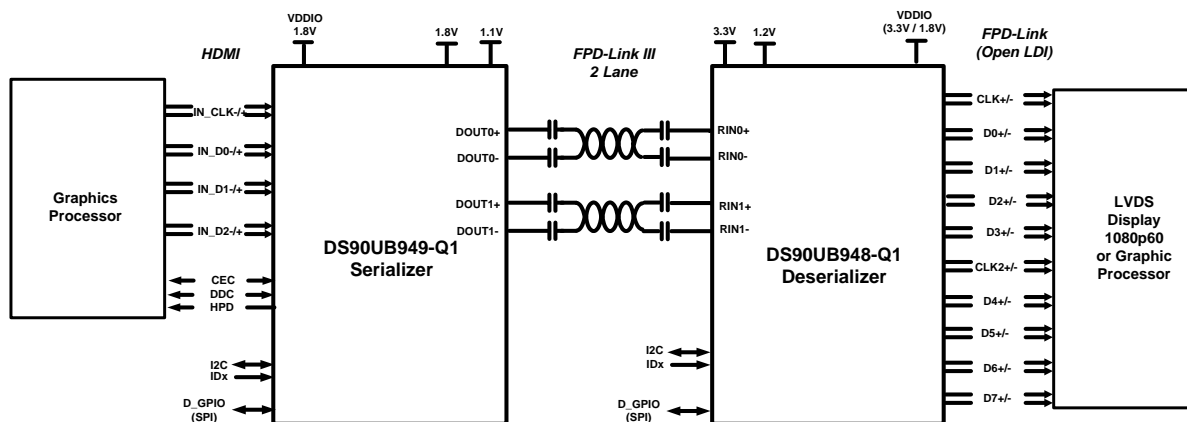 HDMI
VDDIO
1.8V
1.8V
1.1V
FPD-Link III
2 Lane
3.3V
1.2V
VDDIO
(3.3V / 1.8V)
FPD-Link
(Open LDI)
Graphics
Processor
IN_CLK-/+
IN_D0-/+
IN_D1-/+
IN_D2-/+
CEC
DDC
HPD
I2C
IDx
D_GPIO
(SPI)
DS90UB949-Q1
Serializer
DOUT0+
DOUT0-
DOUT1+
DOUT1-
RIN0+
RIN0-
RIN1+
RIN1-
DS90UB948-Q1
Deserializer
I2C
IDx
D_GPIO
(SPI)
CLK+/-
D0+/-
D1+/-
D2+/-
D3+/-
CLK2+/-
D4+/-
D5+/-
D6+/-
D7+/-
LVDS
Display
1080p60
or Graphic
Processor